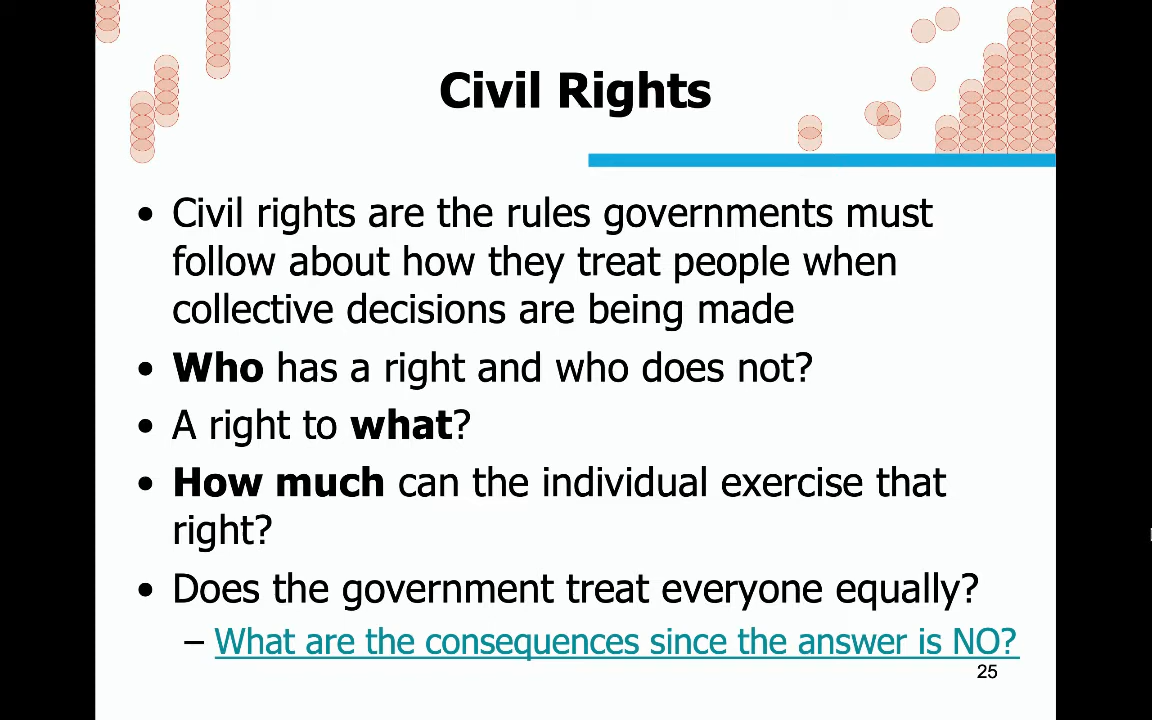 Civil Rights
• Civil rights are the rules governments must
follow about how they treat people when
collective decisions are being made
• Who has a right and who does not?
• A right to what?
• How much can the individual exercise that
right?
• Does the government treat everyone equally?
– What are the consequences since the answer is NO?
25